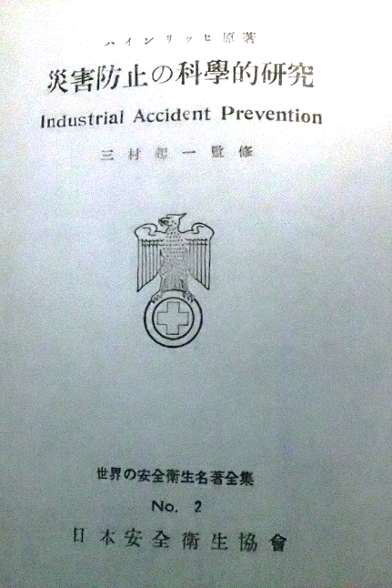 ハインリッヒ原著
災害防止の科學的研究
Industrial Accident Prevention
三村起一監修
世界の安全衛生名著全集
No. 2
日本安全衛生協會